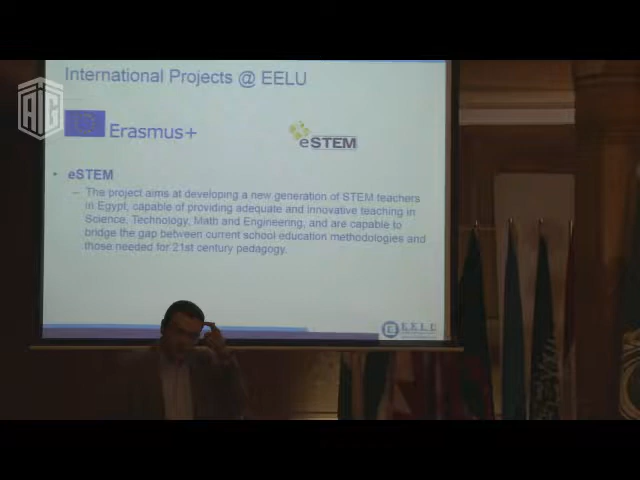 International Projects @ EELU
AIC
Erasmus+
eSTEM
• eSTEM
– The project aims at developing a new generation of STEM teachers
in Egypt, capable of providing adequate and innovative teaching in
Science, Technology, Math and Engineering, and are capable to
bridge the gap between current school education methodologies and
those needed for 21st century pedagogy.
EELU